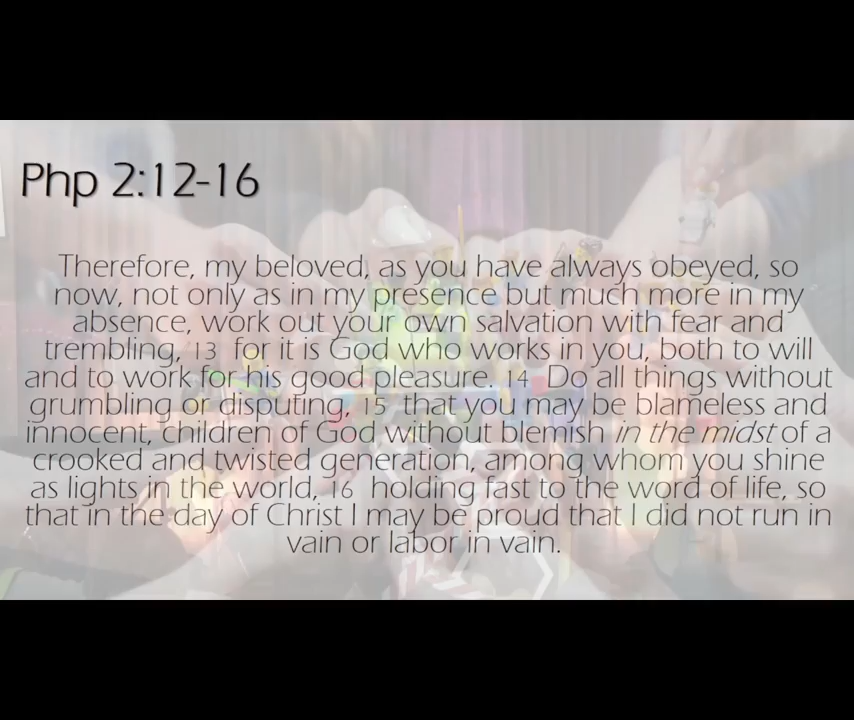 Php 2:12-16
Therefore, my beloved, as you have always obeyed, so
now, not only as in my presence but much more in my
absence, work out your own salvation with fear and
trembling, 13 for it is God who works in you, both to will
and to work for his good pleasure. 14 Do all things without
grumbling or disputing, 15 that you may be blameless and
innocent, children of God without blemish in the midst of a
crooked and twisted generation, among whom you shine
as lights in the world, 16 holding fast to the word of life, so
that in the day of Christ I may be proud that I did not run in
vain or labor in vain.